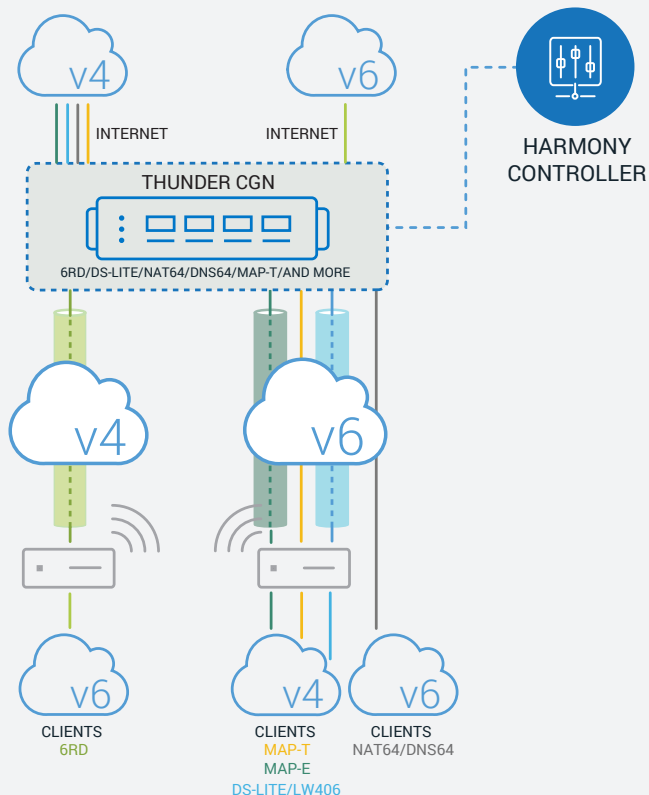 v4
v6
INTERNET
INTERNET
HARMONY
CONTROLLER
THUNDER CGN
6RD/DS-LITE/NAT64/DNS64/MAP-T/AND MORE
v4
v6
v6
v4
v6
CLIENTS
6RD
CLIENTS
MAP-T
MAP-E
DS-LITE/LW406
CLIENTS
NAT64/DNS64